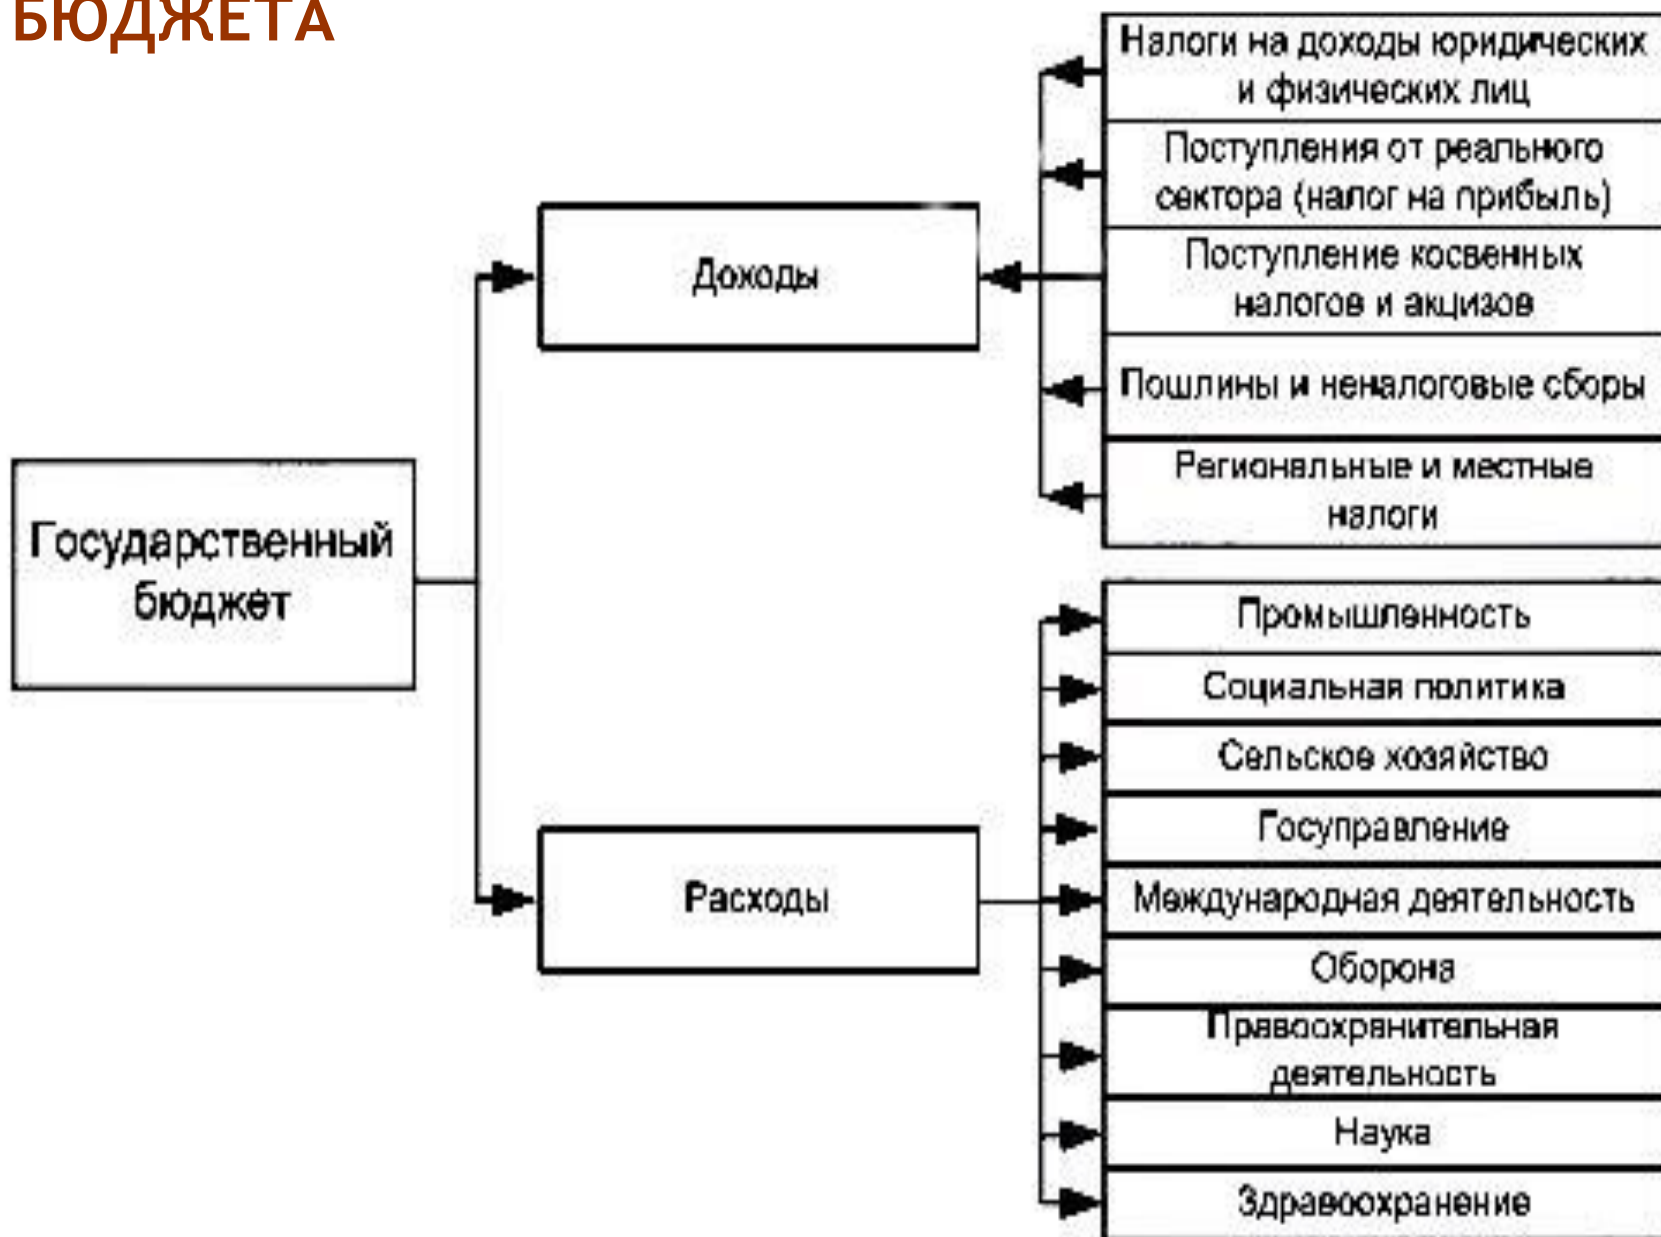 БЮДЖЕТА
Налоги на доходы юридических
и физических лиц
Поступления от реального
сектора (налог на прибыль)
Поступление косвенных
налогов и акцизов
Пошлины и неналоговые сборы
Региональные и местные
налоги
Доходы
Государственный
бюджет
Расходы
Промышленность
Социальная политика
Сельское хозяйство
Госуправление
Международная деятельность
Оборона
Правоохранительная
деятельность
Наука
Здравоохранение